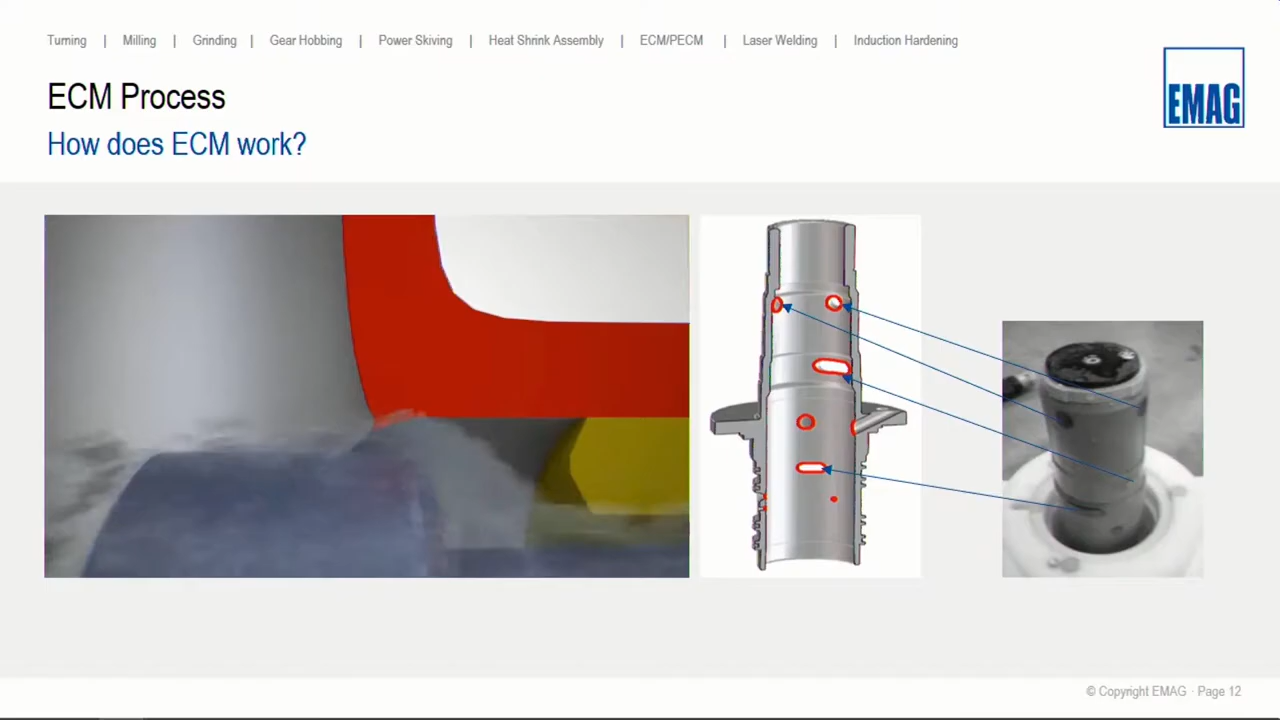 Turning | Milling | Grinding | Gear Hobbing | Power Skiving | Heat Shrink Assembly | ECM/PECM | Laser Welding | Induction Hardening
EMAG
ECM Process
How does ECM work?
© Copyright EMAG · Page 12